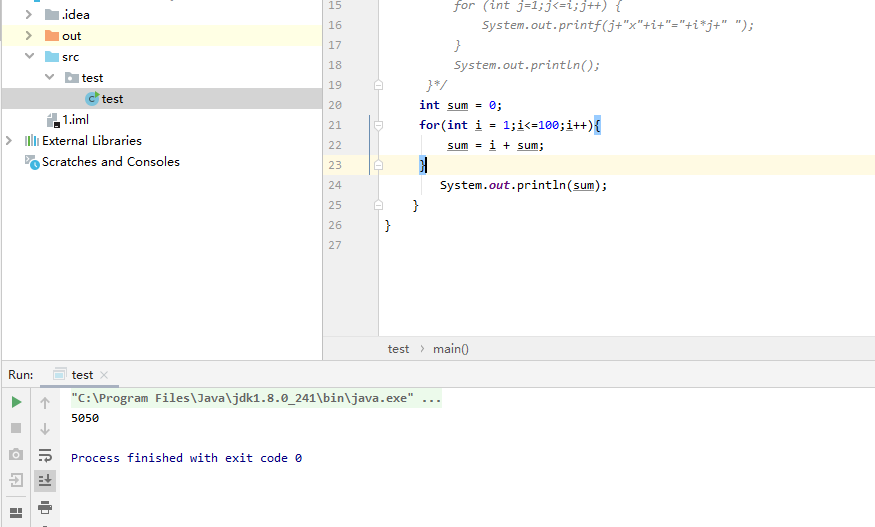 .idea
out
src
test
test
1.iml
External Libraries
Scratches and Consoles
15 for (int j=1;j<=i;j++) {
16 System.out.printf(j+"x"+i+"="+i*j+" ");
17 }
18 System.out.println();
19 }*/
20 int sum = 0;
21 for(int i = 1;i<=100;i++){
22 sum = i + sum;
23 }
24 System.out.println(sum);
25 }
26 }
27
test > main()
Run: test ×
"C:\Program Files\Java\jdk1.8.0_241\bin\java.exe" ...
5050
Process finished with exit code 0